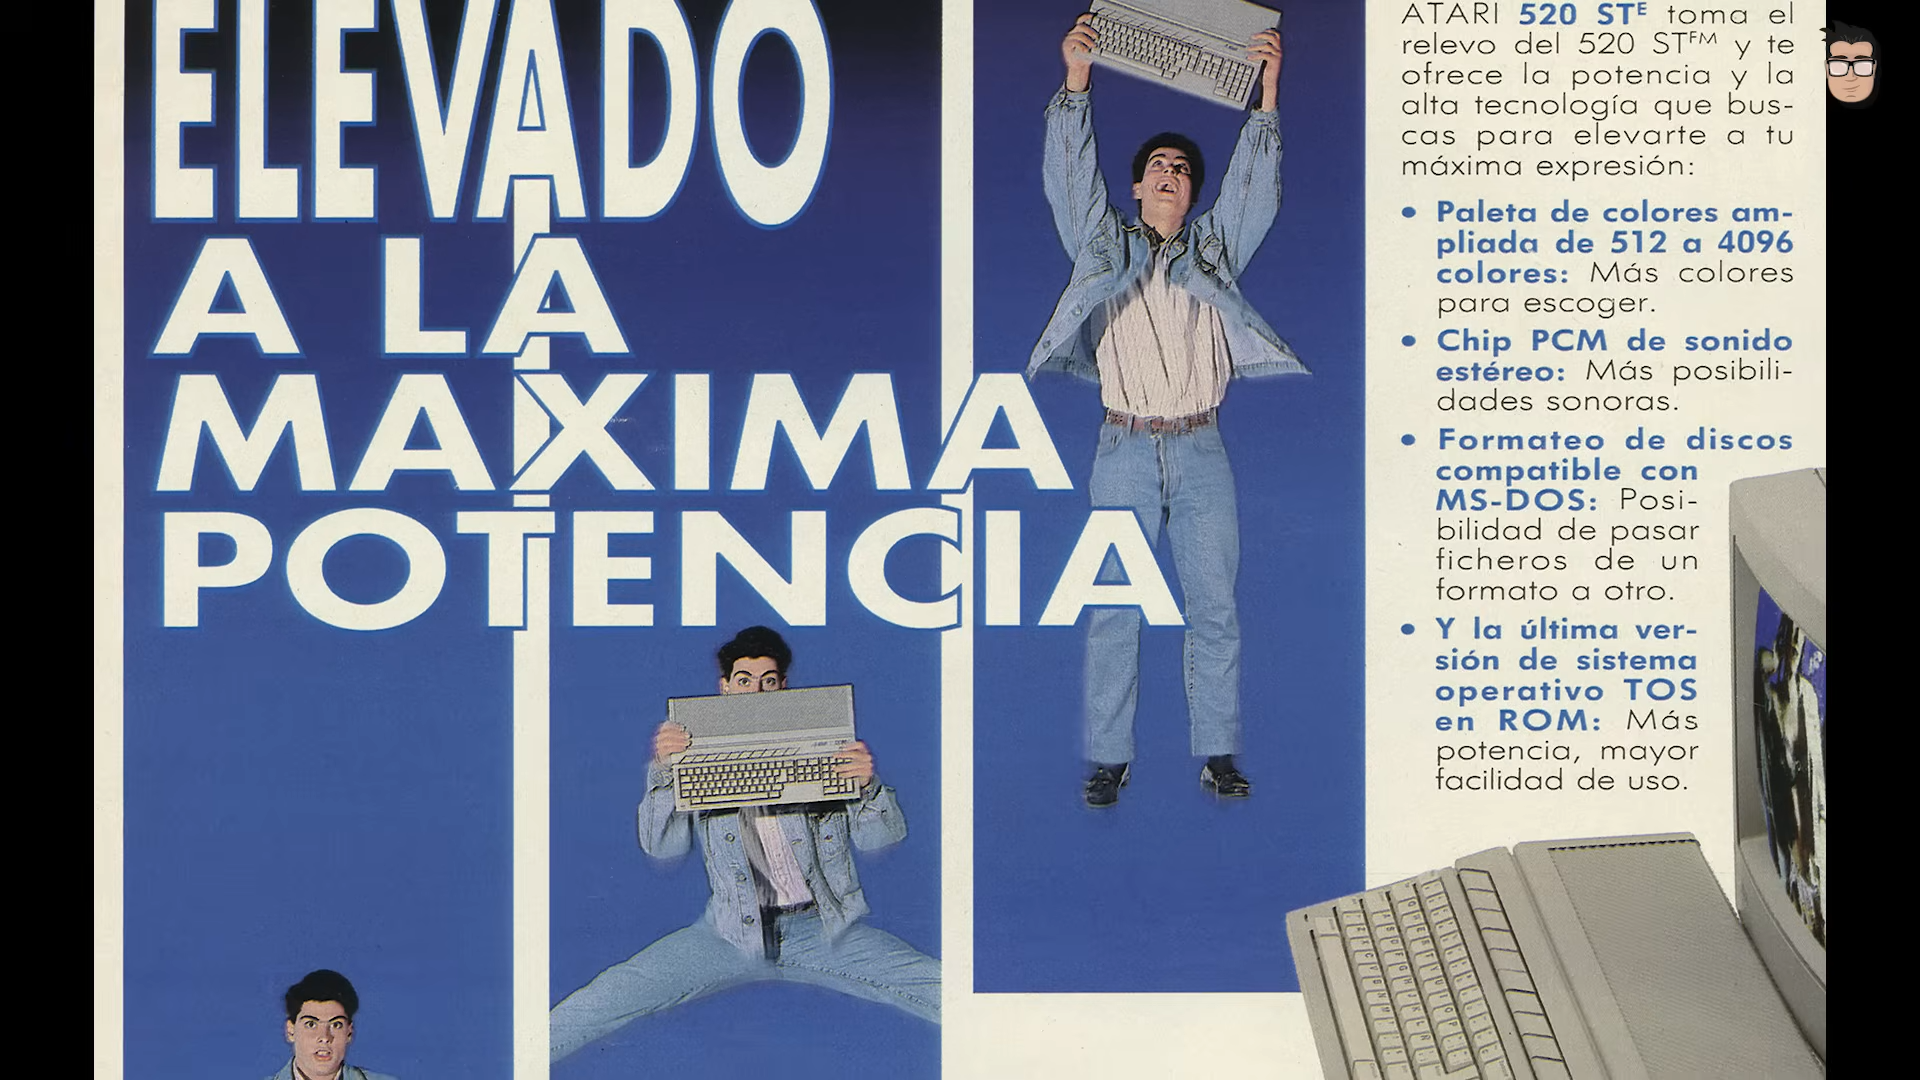 ELEVADO
A LA
MAXIMA
POTENCIA
ATARI 520 STE toma el
relevo del 520 STFM y te
ofrece la potencia y la
alta tecnología que bus-
cas para elevarte a tu
máxima expresión:
• Paleta de colores am-
pliada de 512 a 4096
colores: Más colores
para escoger.
• Chip PCM de sonido
estéreo: Más posibili-
dades sonoras.
• Formateo de discos
compatible con
MS-DOS: Posi-
bilidad de pasar
ficheros de un
formato a otro.
• Y la última ver-
sión de sistema
operativo TOS
en ROM: Más
potencia, mayor
facilidad de uso.